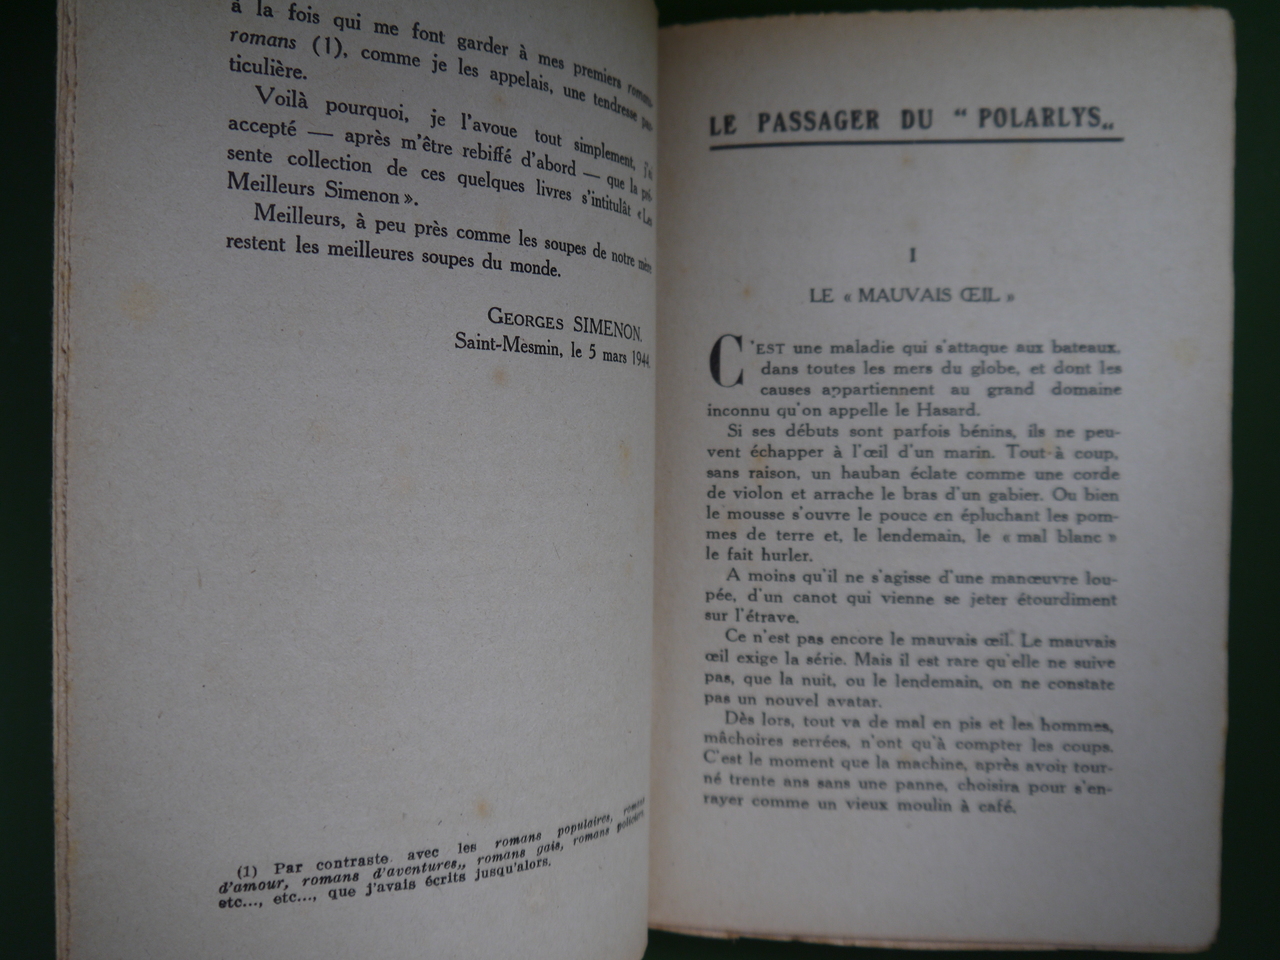 à la fois qui me font garder à mes premiers romans-
romans (1), comme je les appelais, une tendresse par-
ticulière.
Voilà pourquoi, je l'avoue tout simplement, j'ai
accepté — après m'être rebiffé d'abord — que la pré-
sente collection de ces quelques livres s'intitulât « Les
Meilleurs Simenon ».
Meilleurs, à peu près comme les soupes de notre mère
restent les meilleures soupes du monde.
GEORGES SIMENON.
Saint-Mesmin, le 5 mars 1944.
(1) Par contraste avec les romans populaires, romans
d'amour, romans d'aventures,, romans gais, romans policiers,
etc..., etc..., que j'avais écrits jusqu'alors.
LE PASSAGER DU “ POLARLYS „
I
LE « MAUVAIS ŒIL »
C'EST une maladie qui s'attaque aux bateaux,
dans toutes les mers du globe, et dont les
causes appartiennent au grand domaine
inconnu qu'on appelle le Hasard.
Si ses débuts sont parfois bénins, ils ne peu-
vent échapper à l'œil d'un marin. Tout à coup,
sans raison, un hauban éclate comme une corde
de violon et arrache le bras d'un gabier. Ou bien
le mousse s'ouvre le pouce en épluchant les pom-
mes de terre et, le lendemain, le « mal blanc »
le fait hurler.
A moins qu'il ne s'agisse d'une manœuvre lou-
pée, d'un canot qui vienne se jeter étourdiment
sur l'étrave.
Ce n'est pas encore le mauvais œil. Le mauvais
œil exige la série. Mais il est rare qu'elle ne suive
pas, que la nuit, ou le lendemain, on ne constate
pas un nouvel avatar.
Dès lors, tout va de mal en pis et les hommes,
mâchoires serrées, n'ont qu'à compter les coups.
C'est le moment que la machine, après avoir tour-
né trente ans sans une panne, choisira pour s'en-
rayer comme un vieux moulin à café.